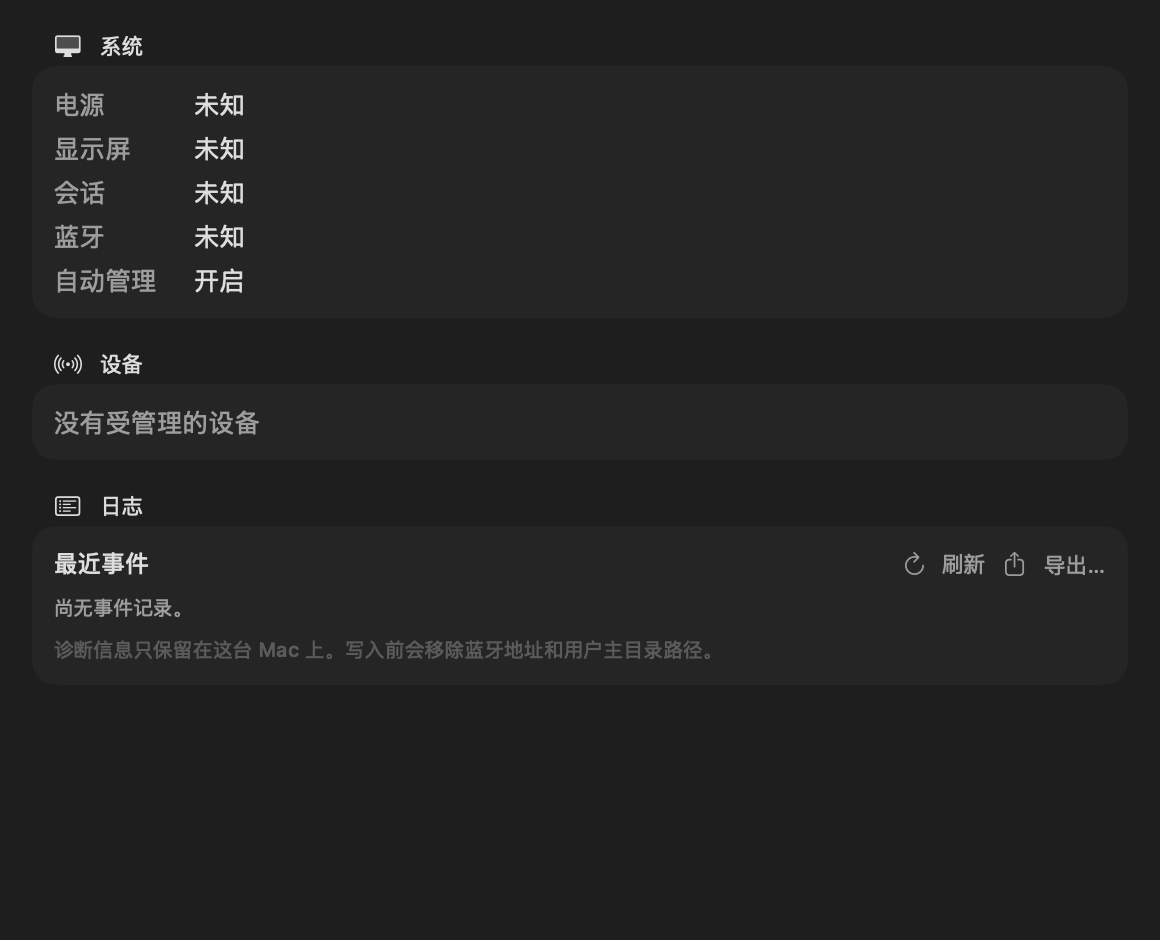 系统
电源 未知
显示屏 未知
会话 未知
蓝牙 未知
自动管理 开启
设备
没有受管理的设备
日志
最近事件 刷新 导出...
尚无事件记录。
诊断信息只保留在这台 Mac 上。写入前会移除蓝牙地址和用户主目录路径。